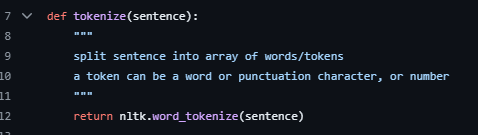 7 def tokenize(sentence):
8 """
9 split sentence into array of words/tokens
10 a token can be a word or punctuation character, or number
11 """
12 return nltk.word_tokenize(sentence)